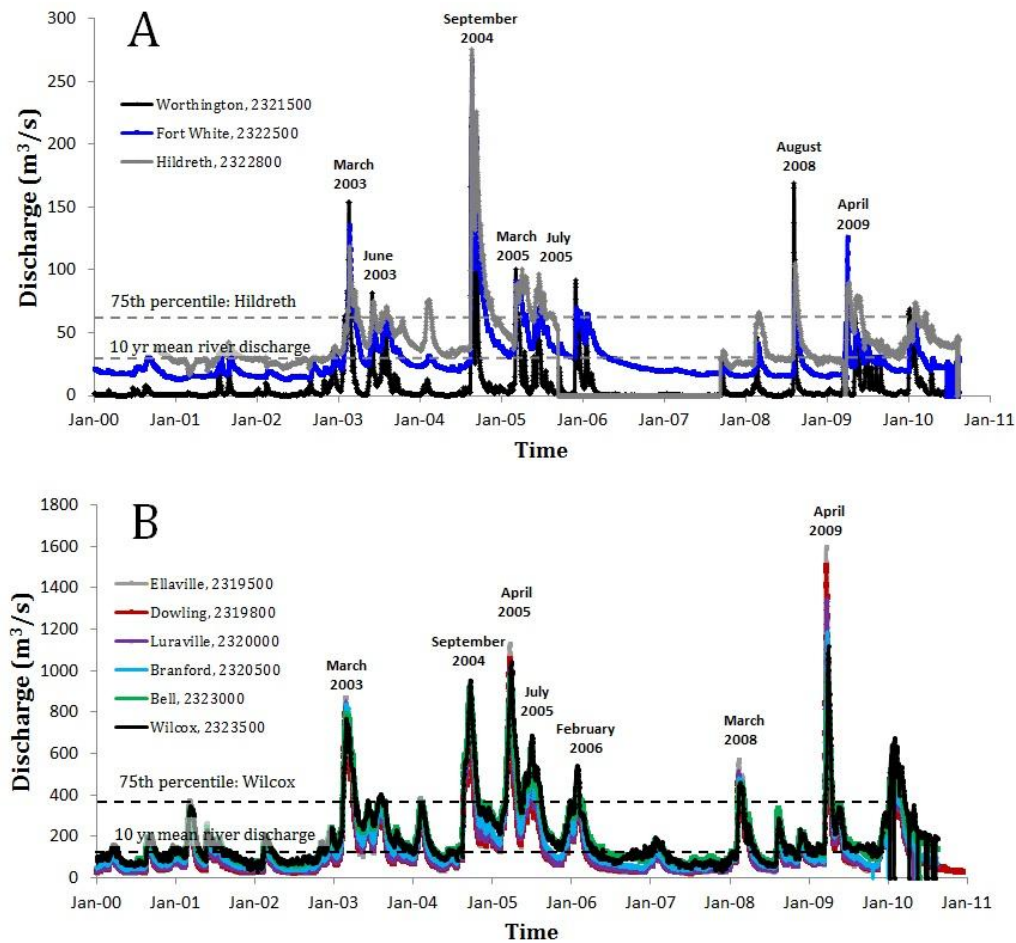 A
Discharge (m³/s)
300
250
200
150
100
50
0
Worthington, 2321500
Fort White, 2322500
Hildreth, 2322800
March
2003
June
2003
September
2004
March
2005
July
2005
August
2008
April
2009
75th percentile: Hildreth
10 yr mean river discharge
Jan-00 Jan-01 Jan-02 Jan-03 Jan-04 Jan-05 Jan-06 Jan-07 Jan-08 Jan-09 Jan-10 Jan-11
Time
B
Discharge (m³/s)
1800
1600
1400
1200
1000
800
600
400
200
0
Ellaville, 2319500
Dowling, 2319800
Luraville, 2320000
Branford, 2320500
Bell, 2323000
Wilcox, 2323500
March
2003
September
2004
April
2005
July
2005
February
2006
March
2008
April
2009
75th percentile: Wilcox
10 yr mean river discharge
Jan-00 Jan-01 Jan-02 Jan-03 Jan-04 Jan-05 Jan-06 Jan-07 Jan-08 Jan-09 Jan-10 Jan-11
Time